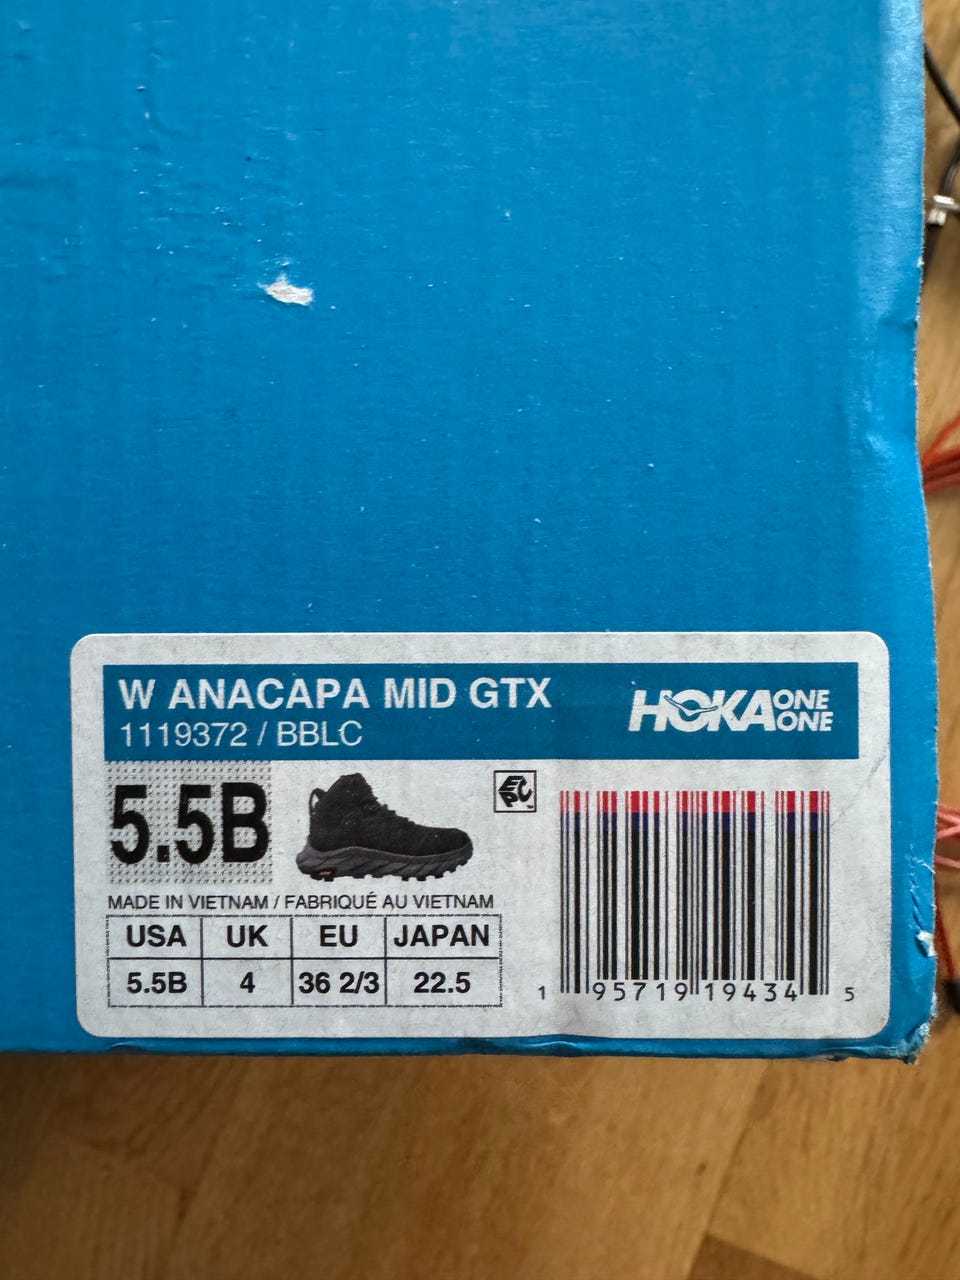 W ANACAPA MID GTX
1119372 / BBLC
HOKA ONE ONE
5.5B
EPC
MADE IN VIETNAM / FABRIQUÉ AU VIETNAM
USA UK EU JAPAN
5.5B 4 36 2/3 22.5
1 95719 19434 5